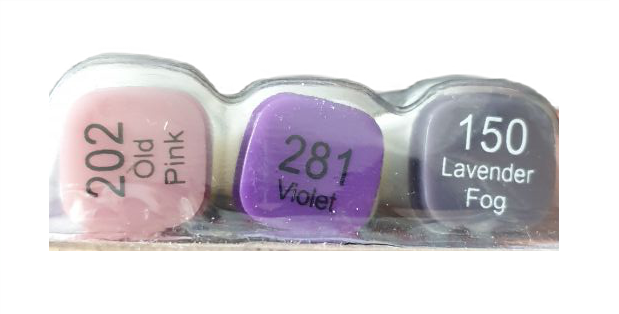 202
Old
Pink
281
Violet
150
Lavender
Fog